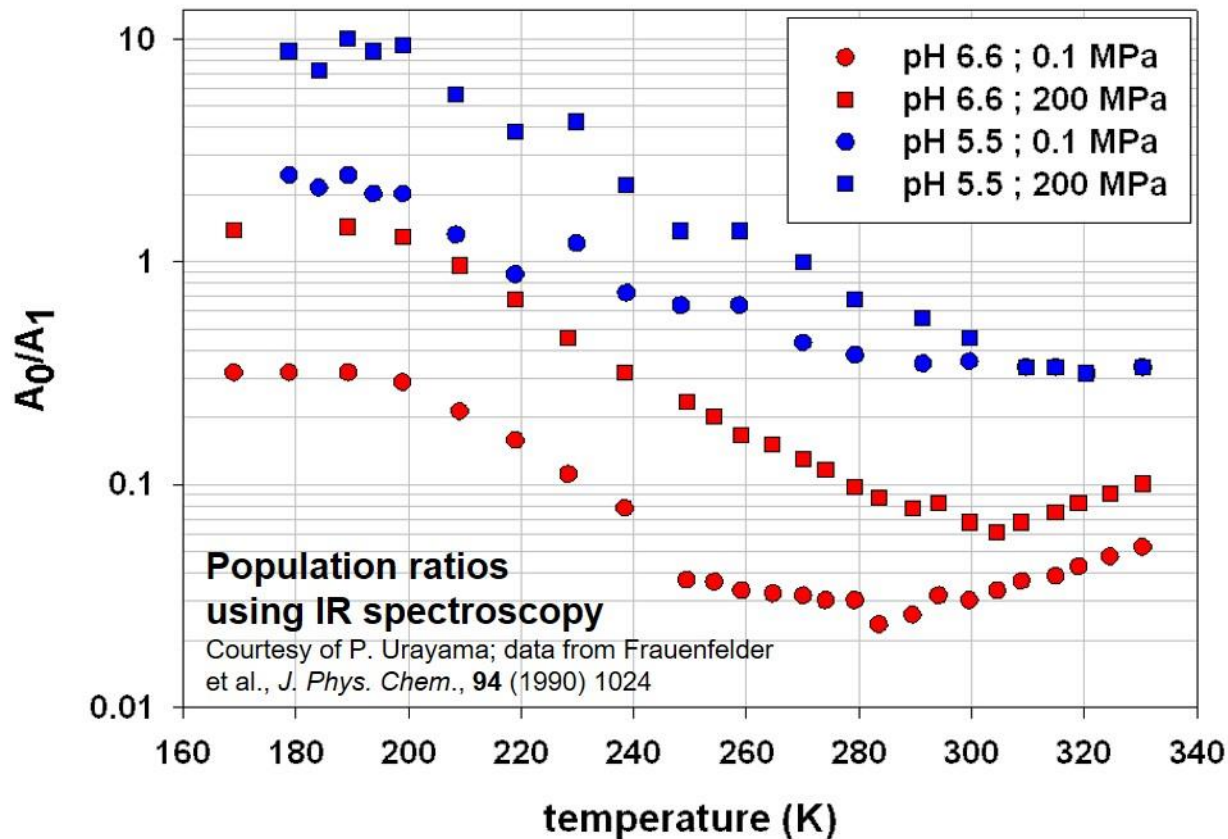 10
1
0.1
0.01
A0/A1
pH 6.6 ; 0.1 MPa
pH 6.6 ; 200 MPa
pH 5.5 ; 0.1 MPa
pH 5.5 ; 200 MPa
Population ratios
using IR spectroscopy
Courtesy of P. Urayama; data from Frauenfelder
et al., J. Phys. Chem., 94 (1990) 1024
160 180 200 220 240 260 280 300 320 340
temperature (K)